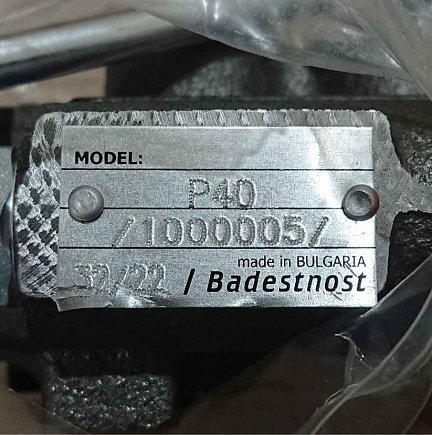 MODEL:
P40
/1000005/
made in BULGARIA
32/22 / Badestnost